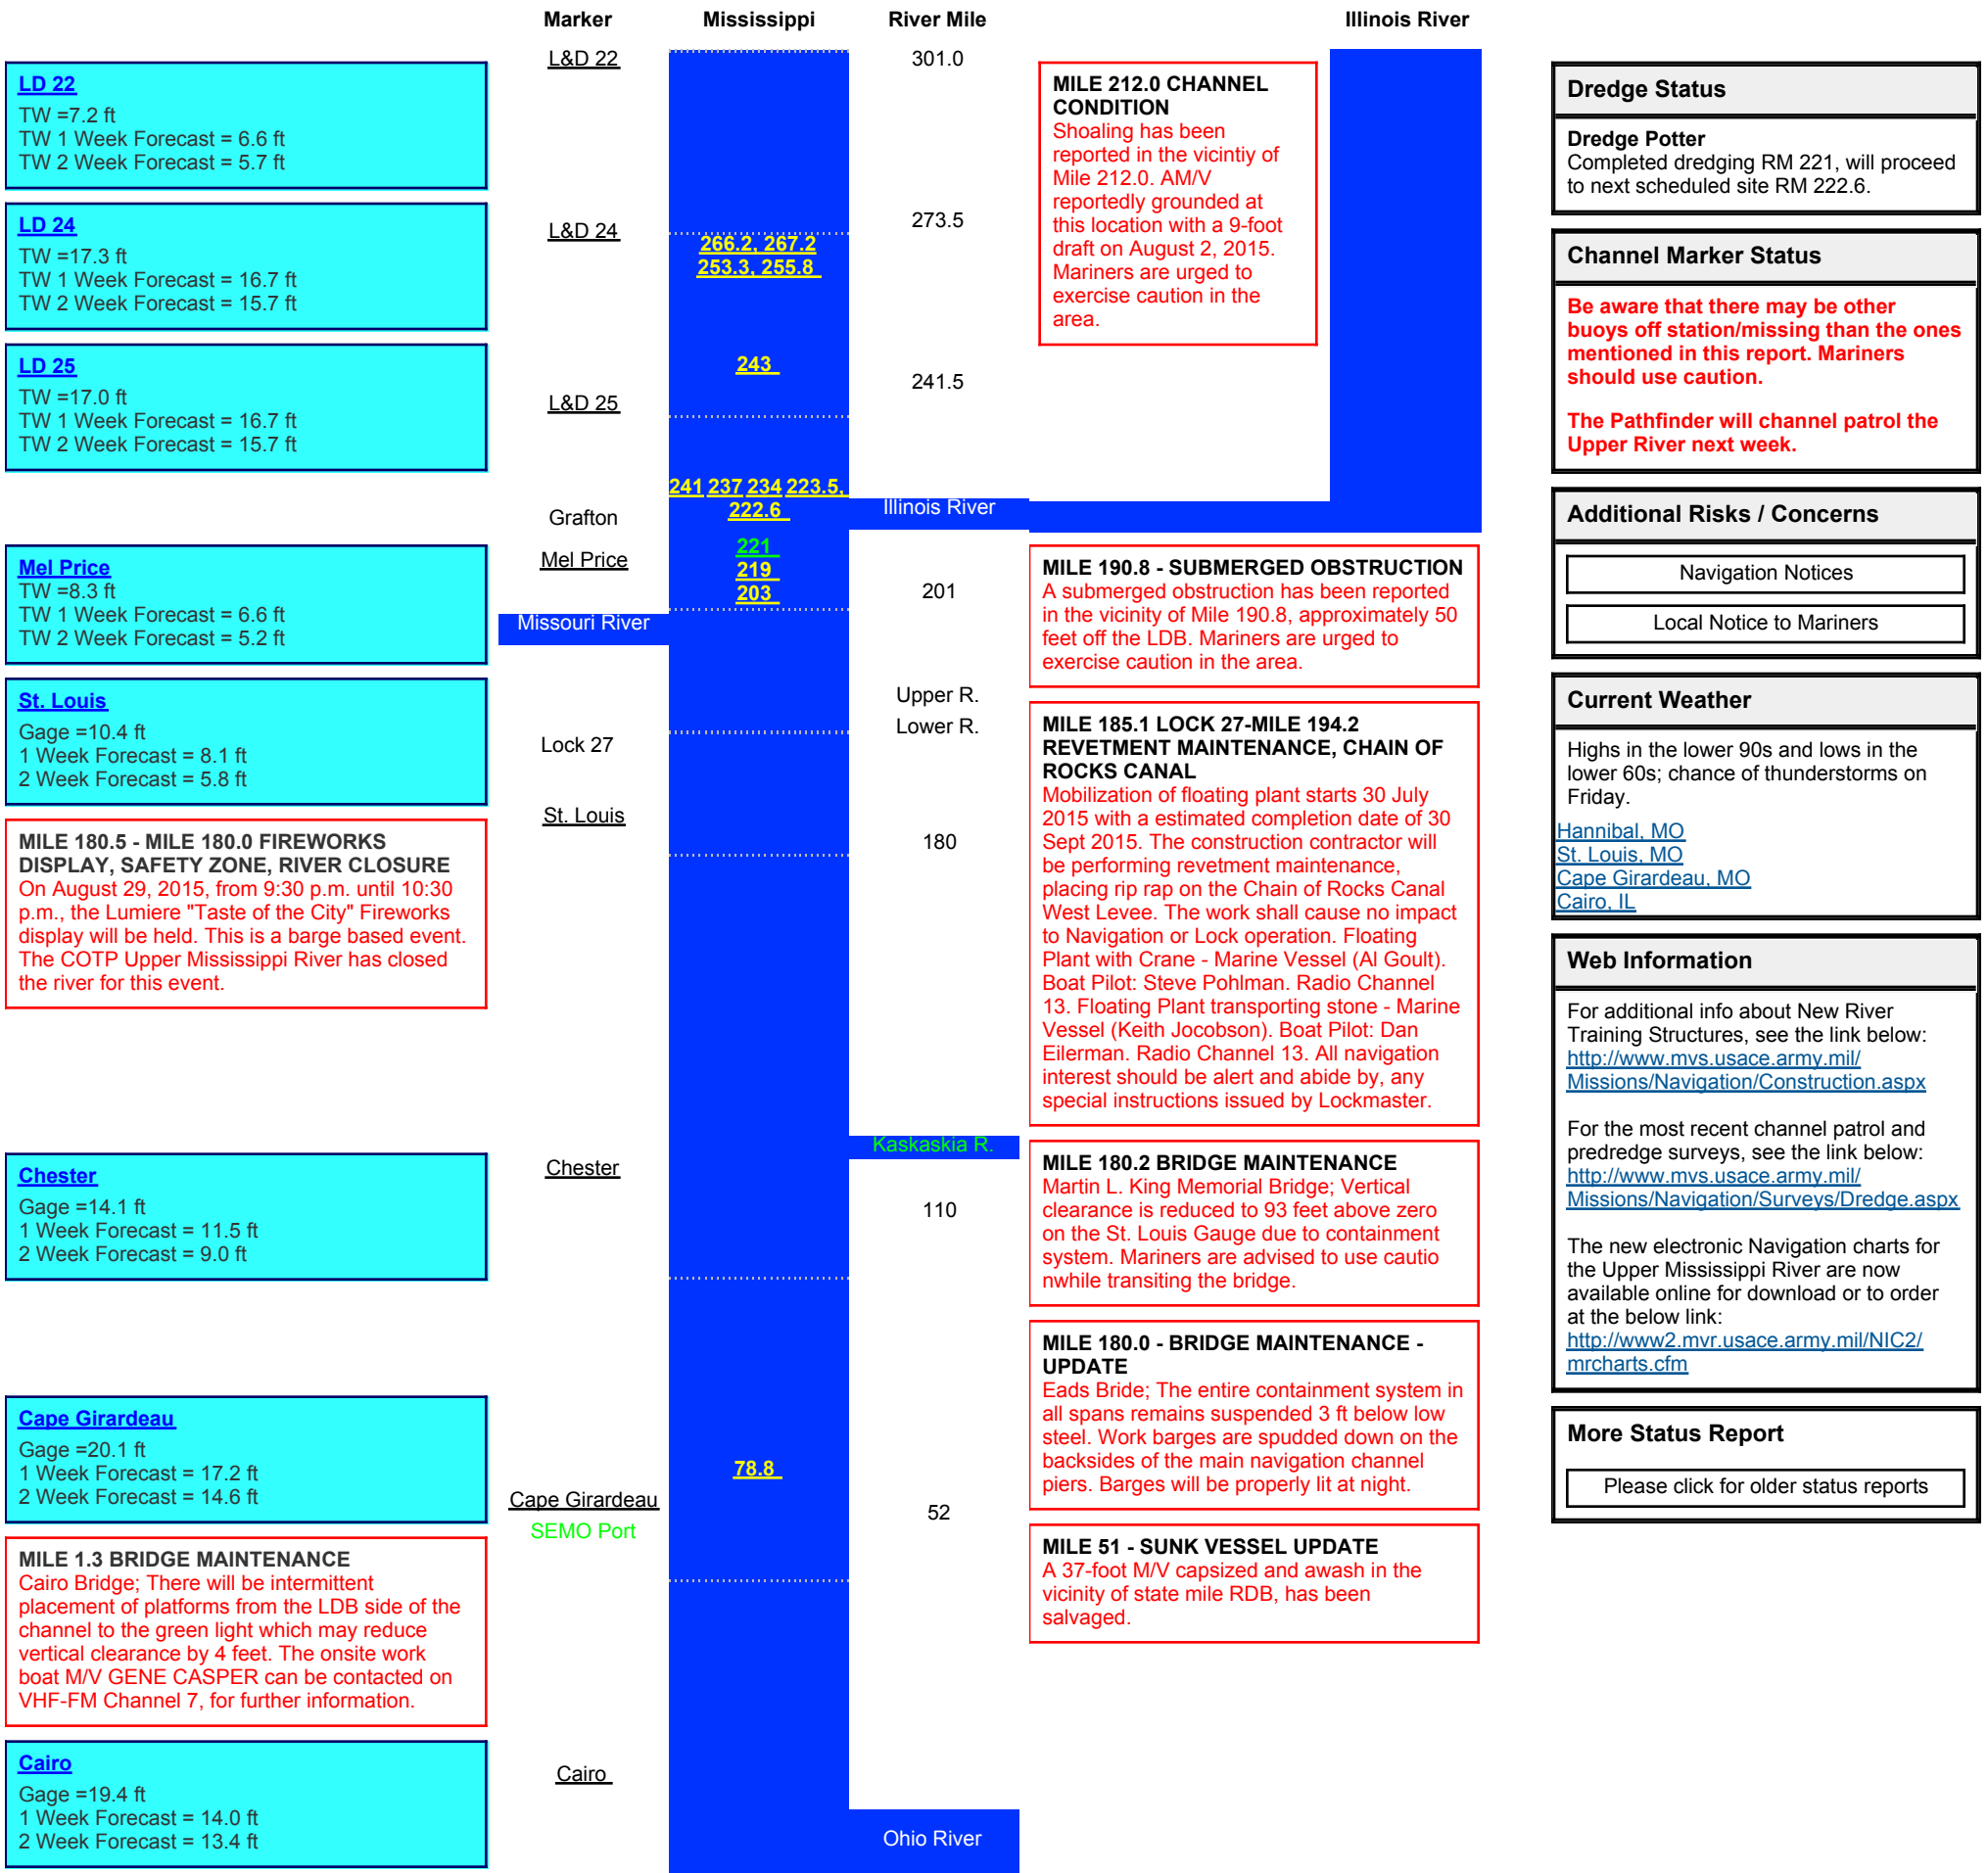 Marker
Mississippi
River Mile
Illinois River
LD 22
TW =7.2 ft
TW 1 Week Forecast = 6.6 ft
TW 2 Week Forecast = 5.7 ft
LD 24
TW =17.3 ft
TW 1 Week Forecast = 16.7 ft
TW 2 Week Forecast = 15.7 ft
LD 25
TW =17.0 ft
TW 1 Week Forecast = 16.7 ft
TW 2 Week Forecast = 15.7 ft
Mel Price
TW =8.3 ft
TW 1 Week Forecast = 6.6 ft
TW 2 Week Forecast = 5.2 ft
St. Louis
Gage =10.4 ft
1 Week Forecast = 8.1 ft
2 Week Forecast = 5.8 ft
MILE 180.5 - MILE 180.0 FIREWORKS
DISPLAY, SAFETY ZONE, RIVER CLOSURE
On August 29, 2015, from 9:30 p.m. until 10:30
p.m., the Lumiere "Taste of the City" Fireworks
display will be held. This is a barge based event.
The COTP Upper Mississippi River has closed
the river for this event.
Chester
Gage =14.1 ft
1 Week Forecast = 11.5 ft
2 Week Forecast = 9.0 ft
Cape Girardeau
Gage =20.1 ft
1 Week Forecast = 17.2 ft
2 Week Forecast = 14.6 ft
MILE 1.3 BRIDGE MAINTENANCE
Cairo Bridge; There will be intermittent
placement of platforms from the LDB side of the
channel to the green light which may reduce
vertical clearance by 4 feet. The onsite work
boat M/V GENE CASPER can be contacted on
VHF-FM Channel 7, for further information.
Cairo
Gage =19.4 ft
1 Week Forecast = 14.0 ft
2 Week Forecast = 13.4 ft
L&D 22
L&D 24
L&D 25
Grafton
Mel Price
Missouri River
Lock 27
St. Louis
Chester
Cape Girardeau
SEMO Port
Cairo
266.2, 267.2
253.3, 255.8
243
241 237 234 223.5,
222.6
221
219
203
78.8
301.0
273.5
241.5
Illinois River
201
Upper R.
Lower R.
180
Kaskaskia R.
110
52
Ohio River
MILE 212.0 CHANNEL
CONDITION
Shoaling has been
reported in the vicintiy of
Mile 212.0. AM/V
reportedly grounded at
this location with a 9-foot
draft on August 2, 2015.
Mariners are urged to
exercise caution in the
area.
MILE 190.8 - SUBMERGED OBSTRUCTION
A submerged obstruction has been reported
in the vicinity of Mile 190.8, approximately 50
feet off the LDB. Mariners are urged to
exercise caution in the area.
MILE 185.1 LOCK 27-MILE 194.2
REVETMENT MAINTENANCE, CHAIN OF
ROCKS CANAL
Mobilization of floating plant starts 30 July
2015 with a estimated completion date of 30
Sept 2015. The construction contractor will
be performing revetment maintenance,
placing rip rap on the Chain of Rocks Canal
West Levee. The work shall cause no impact
to Navigation or Lock operation. Floating
Plant with Crane - Marine Vessel (Al Goult).
Boat Pilot: Steve Pohlman. Radio Channel
13. Floating Plant transporting stone - Marine
Vessel (Keith Jocobson). Boat Pilot: Dan
Eilerman. Radio Channel 13. All navigation
interest should be alert and abide by, any
special instructions issued by Lockmaster.
MILE 180.2 BRIDGE MAINTENANCE
Martin L. King Memorial Bridge; Vertical
clearance is reduced to 93 feet above zero
on the St. Louis Gauge due to containment
system. Mariners are advised to use cautio
nwhile transiting the bridge.
MILE 180.0 - BRIDGE MAINTENANCE -
UPDATE
Eads Bride; The entire containment system in
all spans remains suspended 3 ft below low
steel. Work barges are spudded down on the
backsides of the main navigation channel
piers. Barges will be properly lit at night.
MILE 51 - SUNK VESSEL UPDATE
A 37-foot M/V capsized and awash in the
vicinity of state mile RDB, has been
salvaged.
Dredge Status
Dredge Potter
Completed dredging RM 221, will proceed
to next scheduled site RM 222.6.
Channel Marker Status
Be aware that there may be other
buoys off station/missing than the ones
mentioned in this report. Mariners
should use caution.
The Pathfinder will channel patrol the
Upper River next week.
Additional Risks / Concerns
Navigation Notices
Local Notice to Mariners
Current Weather
Highs in the lower 90s and lows in the
lower 60s; chance of thunderstorms on
Friday.
Hannibal, MO
St. Louis, MO
Cape Girardeau, MO
Cairo, IL
Web Information
For additional info about New River
Training Structures, see the link below:
http://www.mvs.usace.army.mil/
Missions/Navigation/Construction.aspx
For the most recent channel patrol and
predredge surveys, see the link below:
http://www.mvs.usace.army.mil/
Missions/Navigation/Surveys/Dredge.aspx
The new electronic Navigation charts for
the Upper Mississippi River are now
available online for download or to order
at the below link:
http://www2.mvr.usace.army.mil/NIC2/
mrcharts.cfm
More Status Report
Please click for older status reports